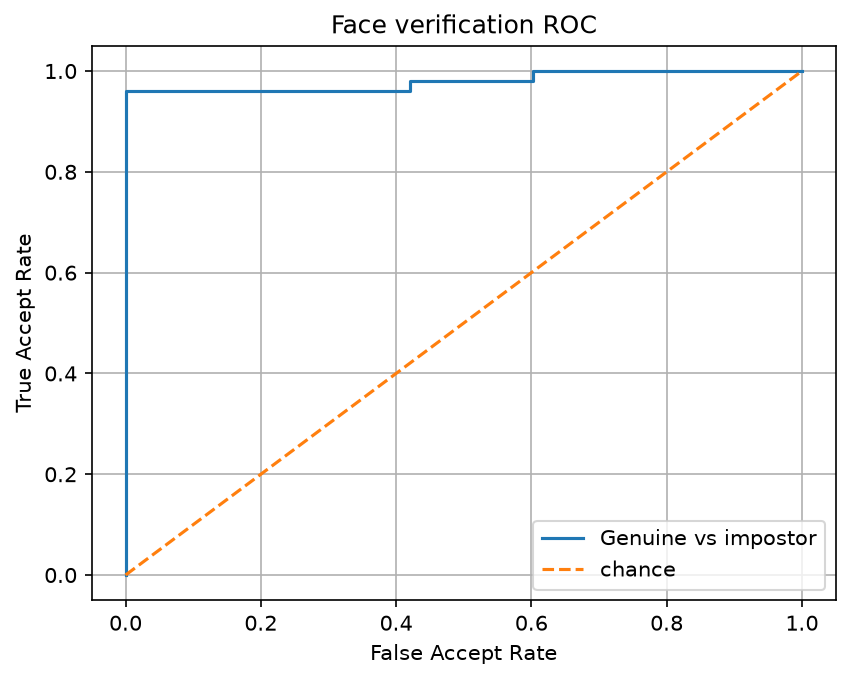 Face verification ROC
True Accept Rate
1.0
0.8
0.6
0.4
0.2
0.0
Genuine vs impostor
chance
0.0 0.2 0.4 0.6 0.8 1.0
False Accept Rate